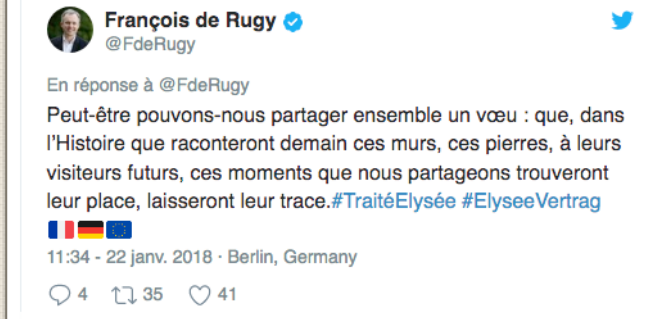 François de Rugy
@FdeRugy
En réponse à @FdeRugy
Peut-être pouvons-nous partager ensemble un vœu : que, dans
l'Histoire que raconteront demain ces murs, ces pierres, à leurs
visiteurs futurs, ces moments que nous partageons trouveront
leur place, laisseront leur trace.#TraitéElysée #ElyseeVertrag
🇫🇷🇩🇪🇪🇺
11:34 - 22 janv. 2018 · Berlin, Germany
4 35 41